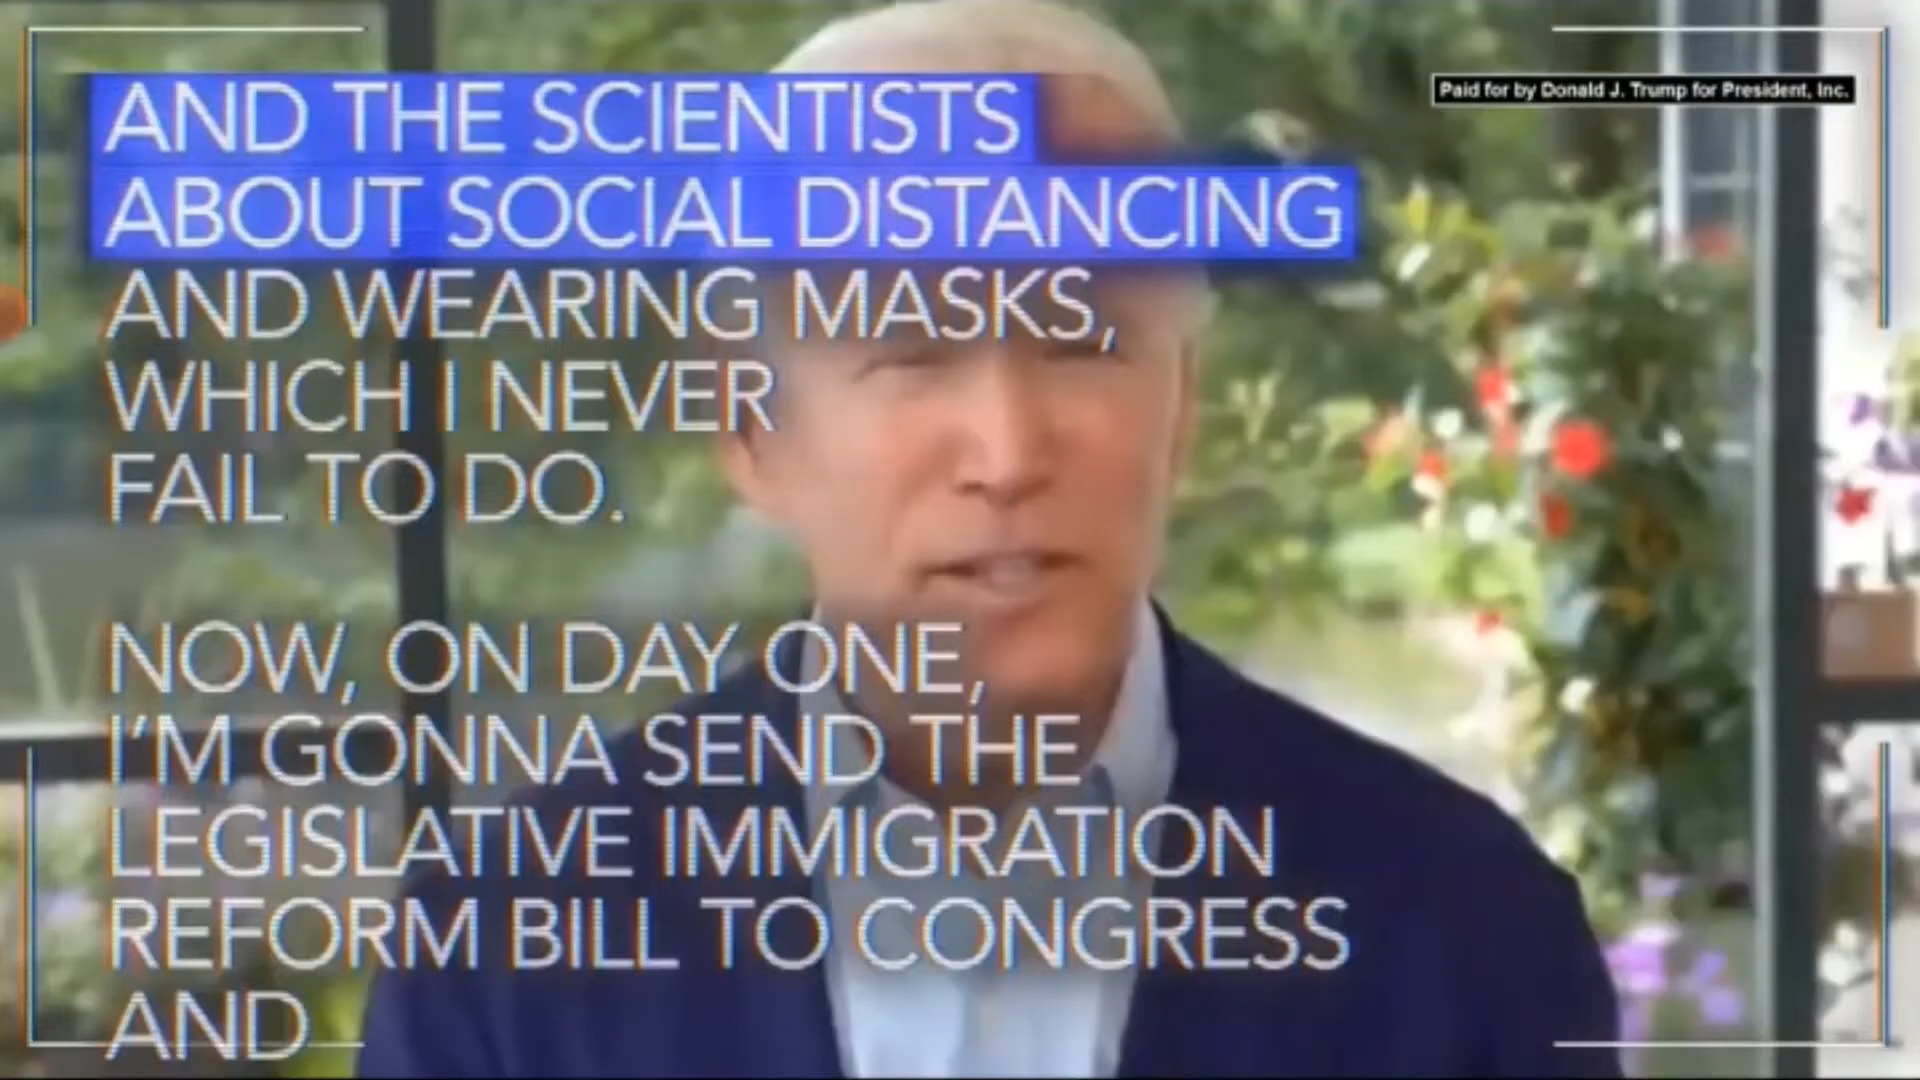 AND THE SCIENTISTS
ABOUT SOCIAL DISTANCING
AND WEARING MASKS,
WHICH I NEVER
FAIL TO DO.
NOW, ON DAY ONE,
I'M GONNA SEND THE
LEGISLATIVE IMMIGRATION
REFORM BILL TO CONGRESS
AND
Paid for by Donald J. Trump for President, Inc.